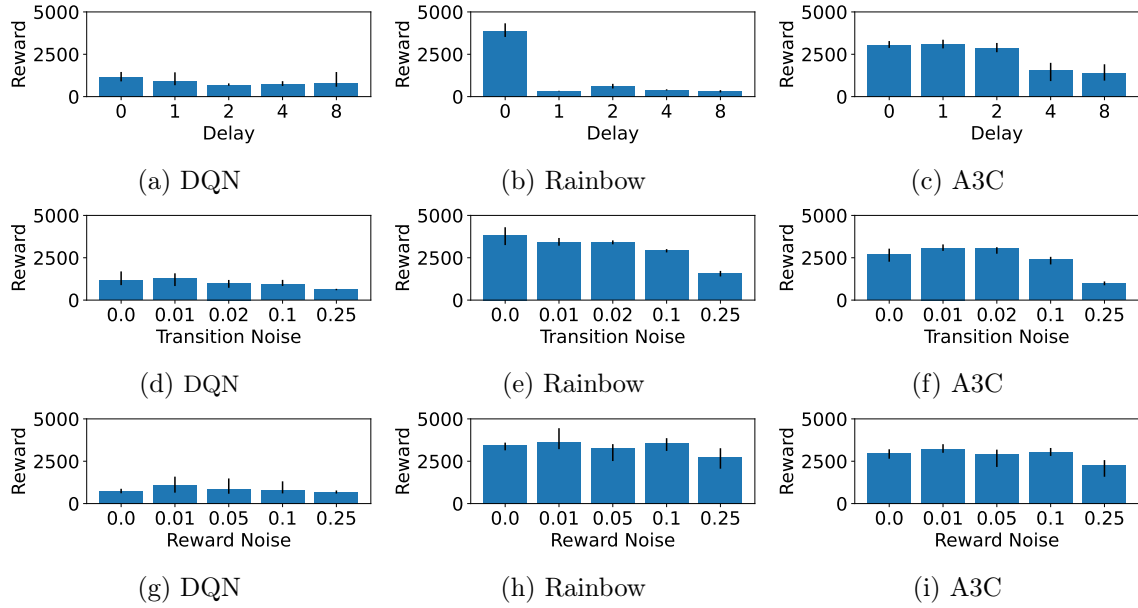 5000 5000 5000
Reward Reward Reward
2500 2500 2500
0 0 0
0 1 2 4 8 0 1 2 4 8 0 1 2 4 8
Delay Delay Delay
(a) DQN (b) Rainbow (c) A3C
5000 5000 5000
Reward Reward Reward
2500 2500 2500
0 0 0
0.0 0.01 0.02 0.1 0.25 0.0 0.01 0.02 0.1 0.25 0.0 0.01 0.02 0.1 0.25
Transition Noise Transition Noise Transition Noise
(d) DQN (e) Rainbow (f) A3C
5000 5000 5000
Reward Reward Reward
2500 2500 2500
0 0 0
0.0 0.01 0.05 0.1 0.25 0.0 0.01 0.05 0.1 0.25 0.0 0.01 0.05 0.1 0.25
Reward Noise Reward Noise Reward Noise
(g) DQN (h) Rainbow (i) A3C